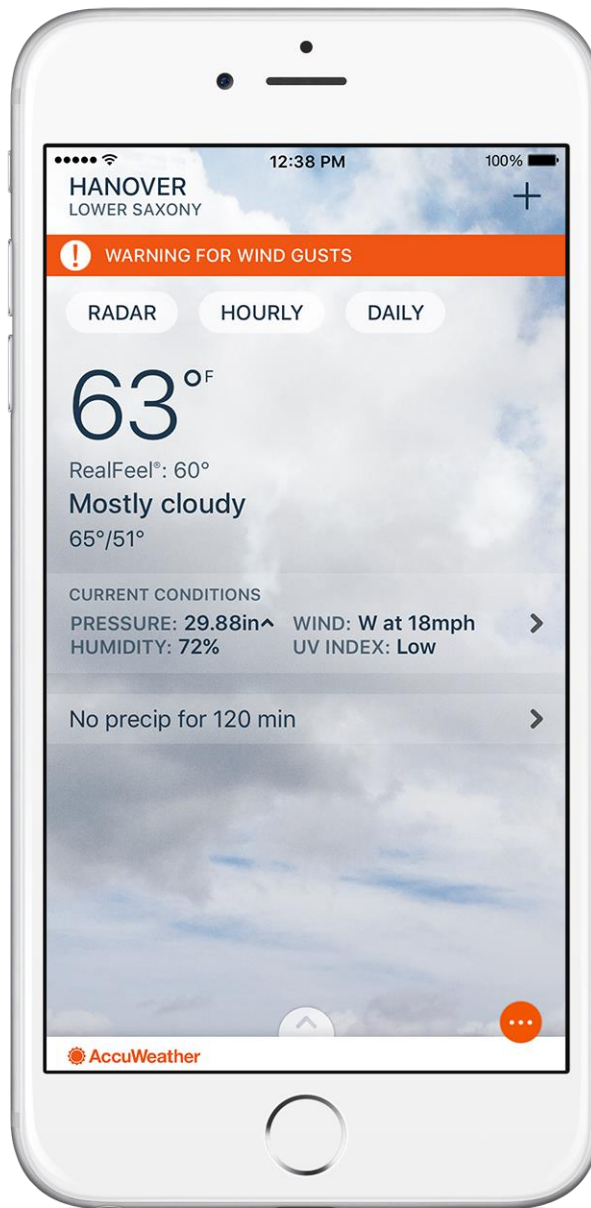 12:38 PM 100%
HANOVER
LOWER SAXONY
WARNING FOR WIND GUSTS
RADAR HOURLY DAILY
63°F
RealFeel®: 60°
Mostly cloudy
65°/51°
CURRENT CONDITIONS
PRESSURE: 29.88in WIND: W at 18mph
HUMIDITY: 72% UV INDEX: Low
No precip for 120 min
AccuWeather